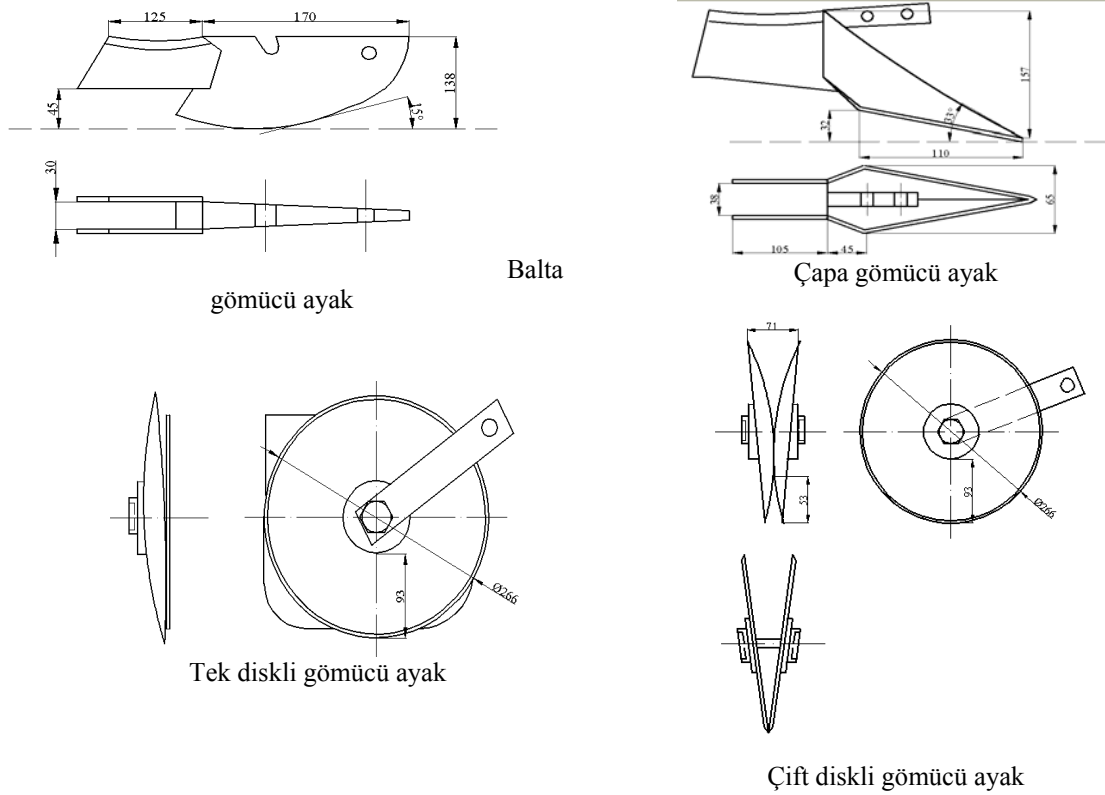 125
170
138
45
15°
30
Balta
gömücü ayak
157
32
33°
110
38
65
105
45
Çapa gömücü ayak
93
Ø266
Tek diskli gömücü ayak
71
53
93
Ø266
Çift diskli gömücü ayak